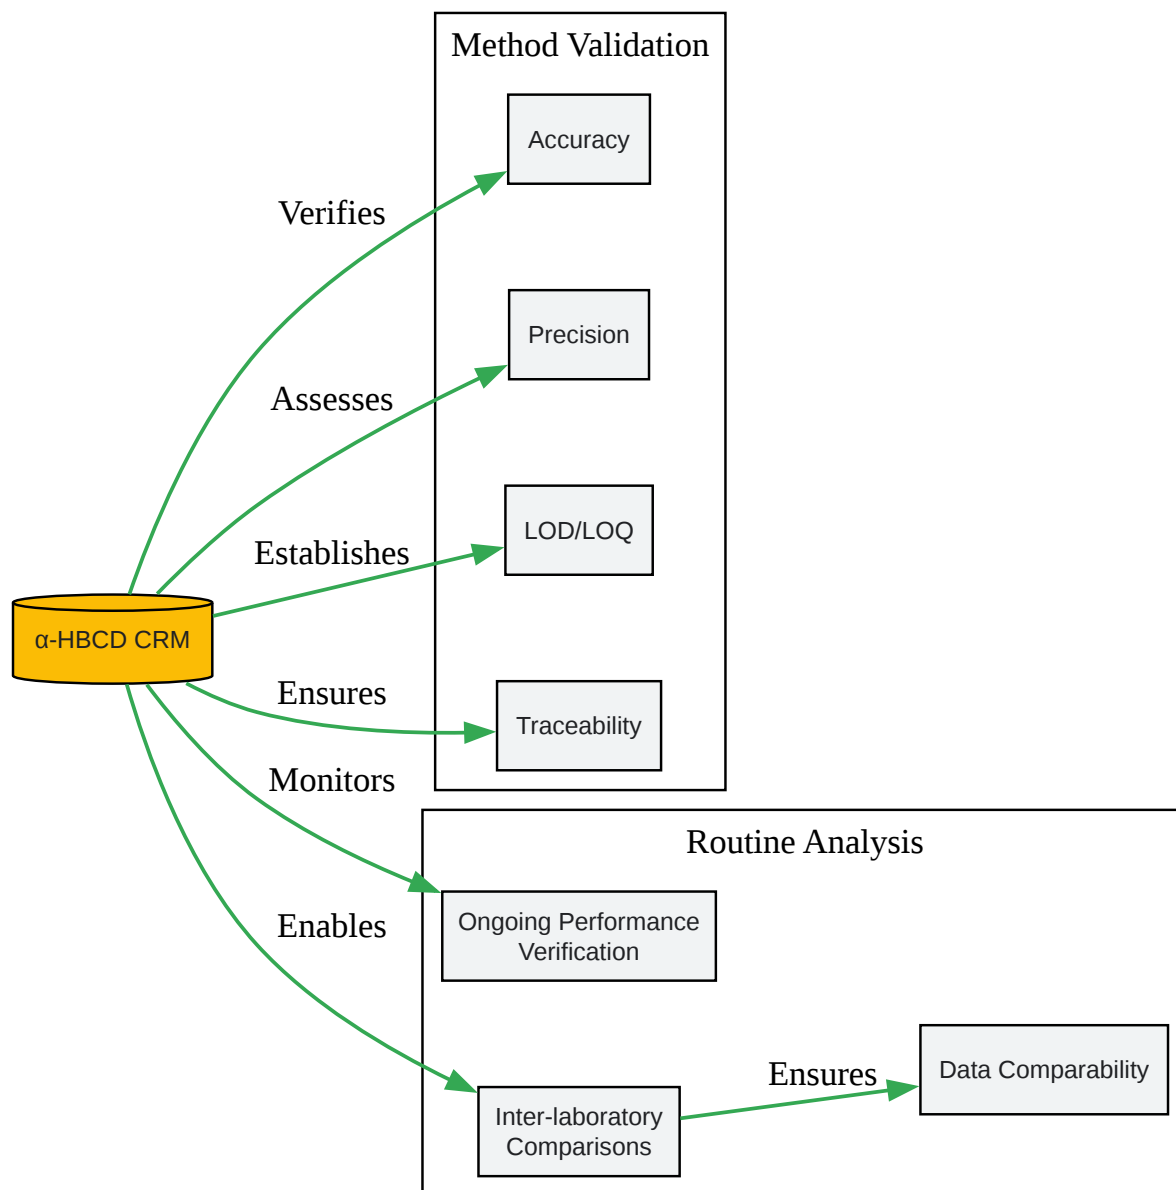 Method Validation
Accuracy
Verifies
Precision
Assesses
LOD/LOQ
Establishes
α-HBCD CRM
Ensures
Traceability
Monitors
Routine Analysis
Ongoing Performance
Verification
Enables
Inter-laboratory
Comparisons
Ensures
Data Comparability